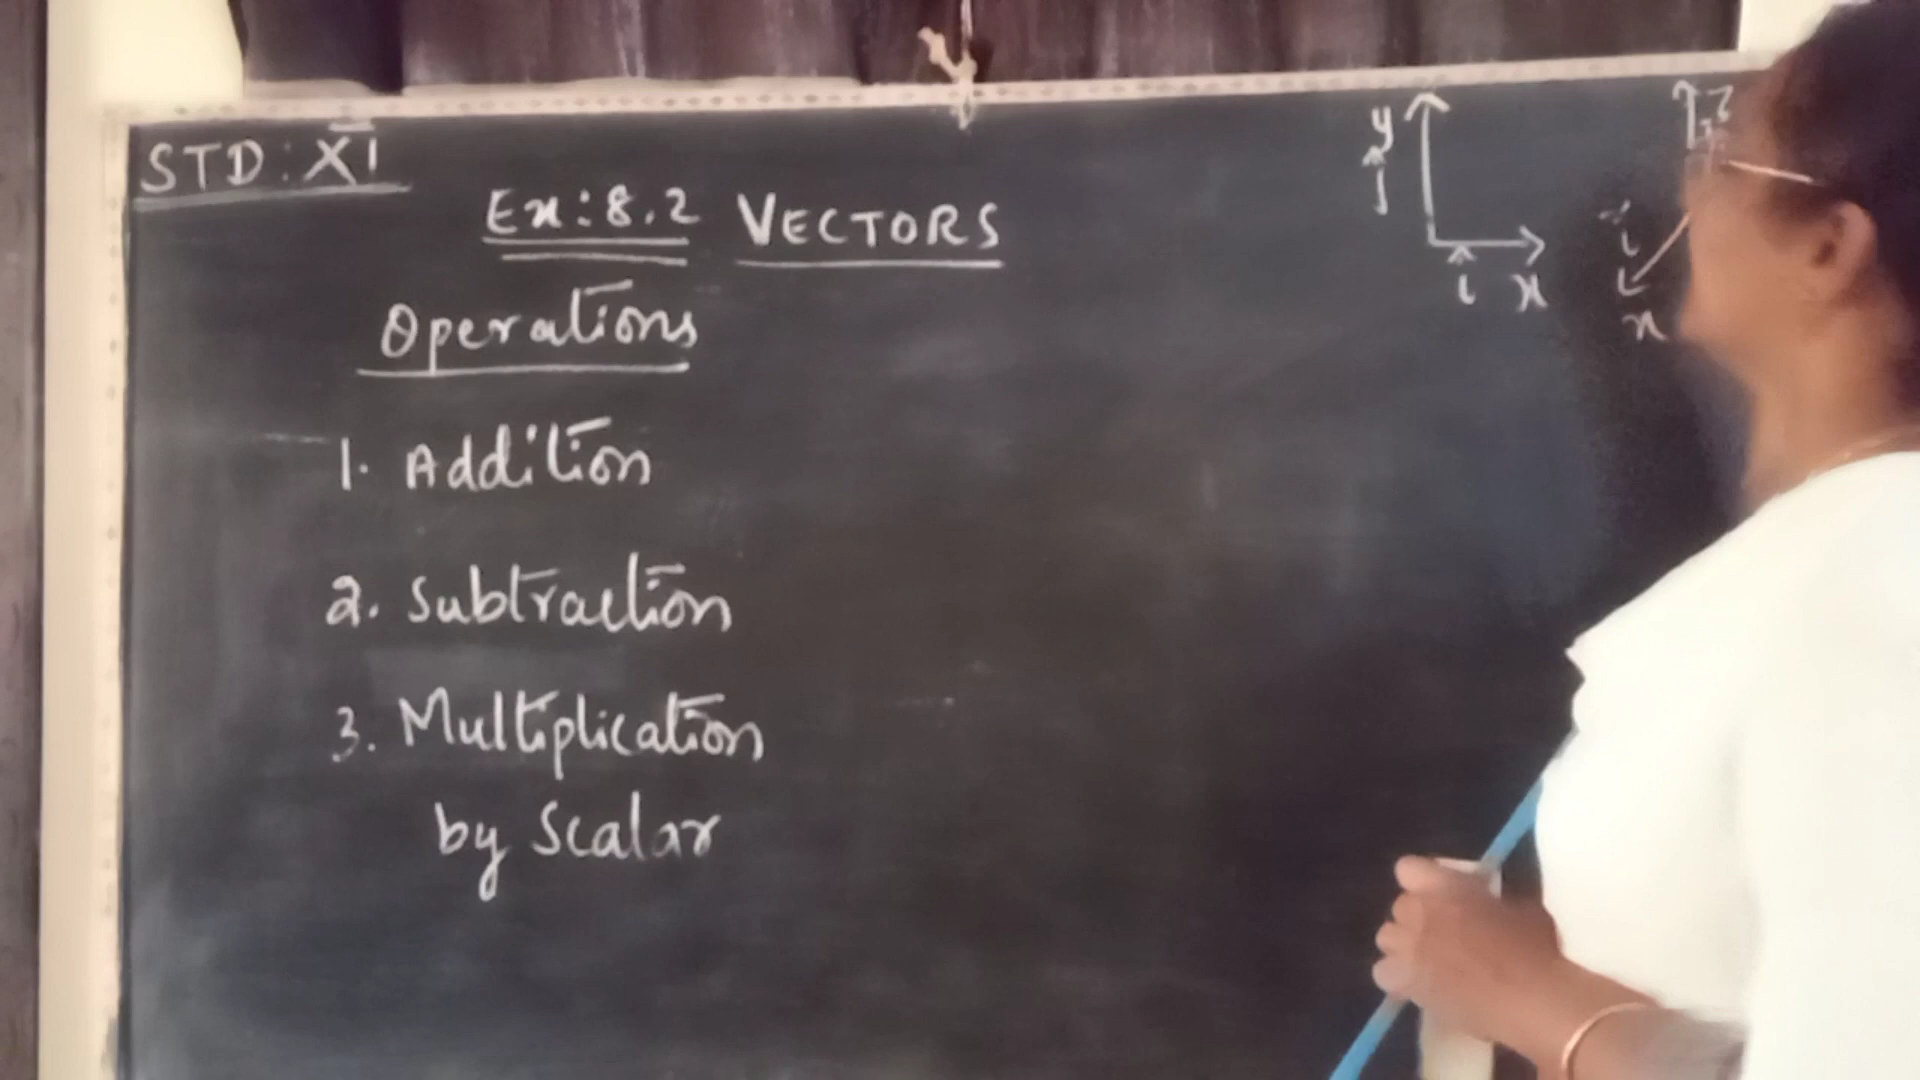 STD: XI
Ex: 8.2 VECTORS
Operations
1. Addition
2. Subtraction
3. Multiplication
by Scalar
y
ĵ
î x
z
î
x